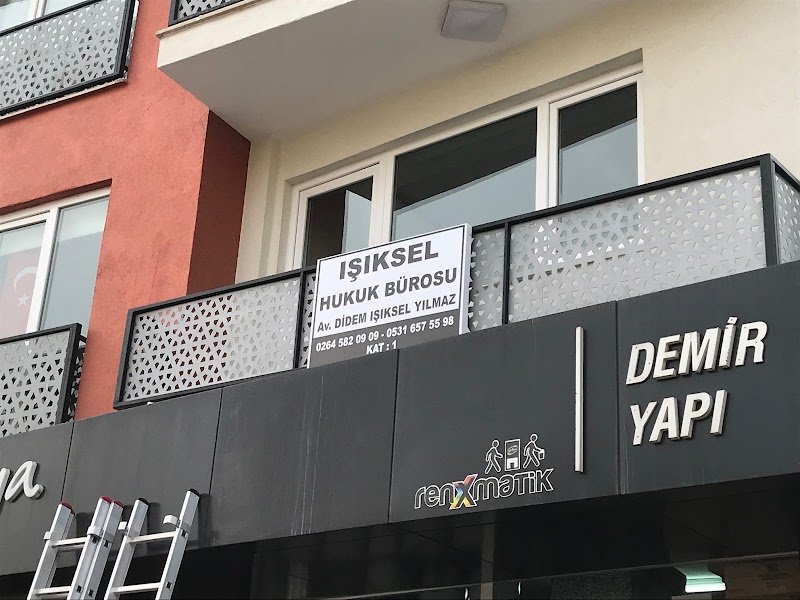 IŞIKSEL
HUKUK BÜROSU
Av. DİDEM IŞIKSEL YILMAZ
0264 582 09 09 - 0531 657 55 98
KAT : 1
DEMİR
YAPI
renXmatik
ya